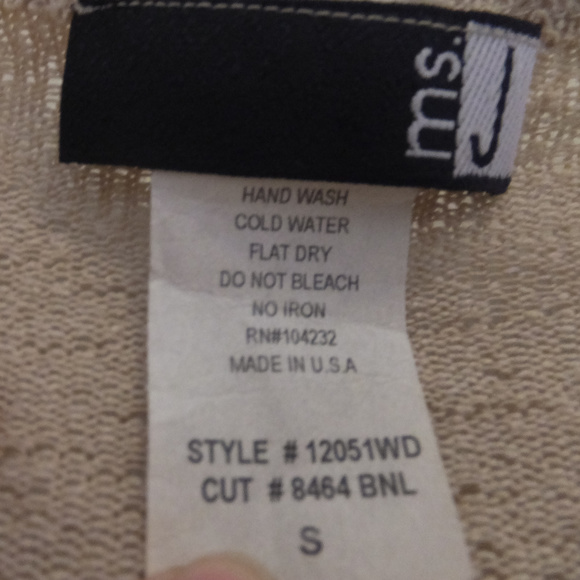 ms. J
HAND WASH
COLD WATER
FLAT DRY
DO NOT BLEACH
NO IRON
RN#104232
MADE IN U.S.A
STYLE # 12051WD
CUT # 8464 BNL
S